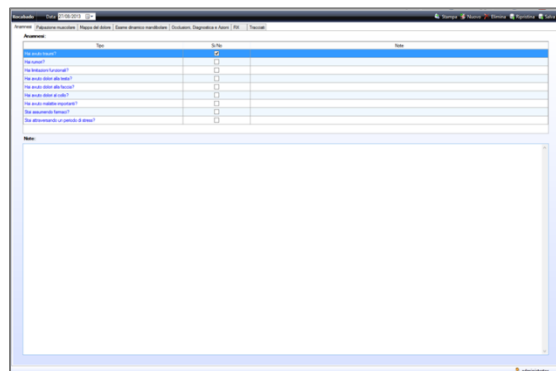 Data 27/08/2013 Stampa Nuovo Elimina Ripristina Salva
Anamnesi Palpazione muscolare Mappa del dolore Esame dinamico mandibolare Occlusioni, Diagnostica e Azioni RX Tracciati
Anamnesi:
Tipo Si/No Note
Hai avuto traumi?
Hai rumori?
Hai limitazioni funzionali?
Hai avuto dolori alla testa?
Hai avuto dolori alla faccia?
Hai avuto dolori al collo?
Hai avuto malattie importanti?
Stai assumendo farmaci?
Stai attraversando un periodo di stress?
Note: